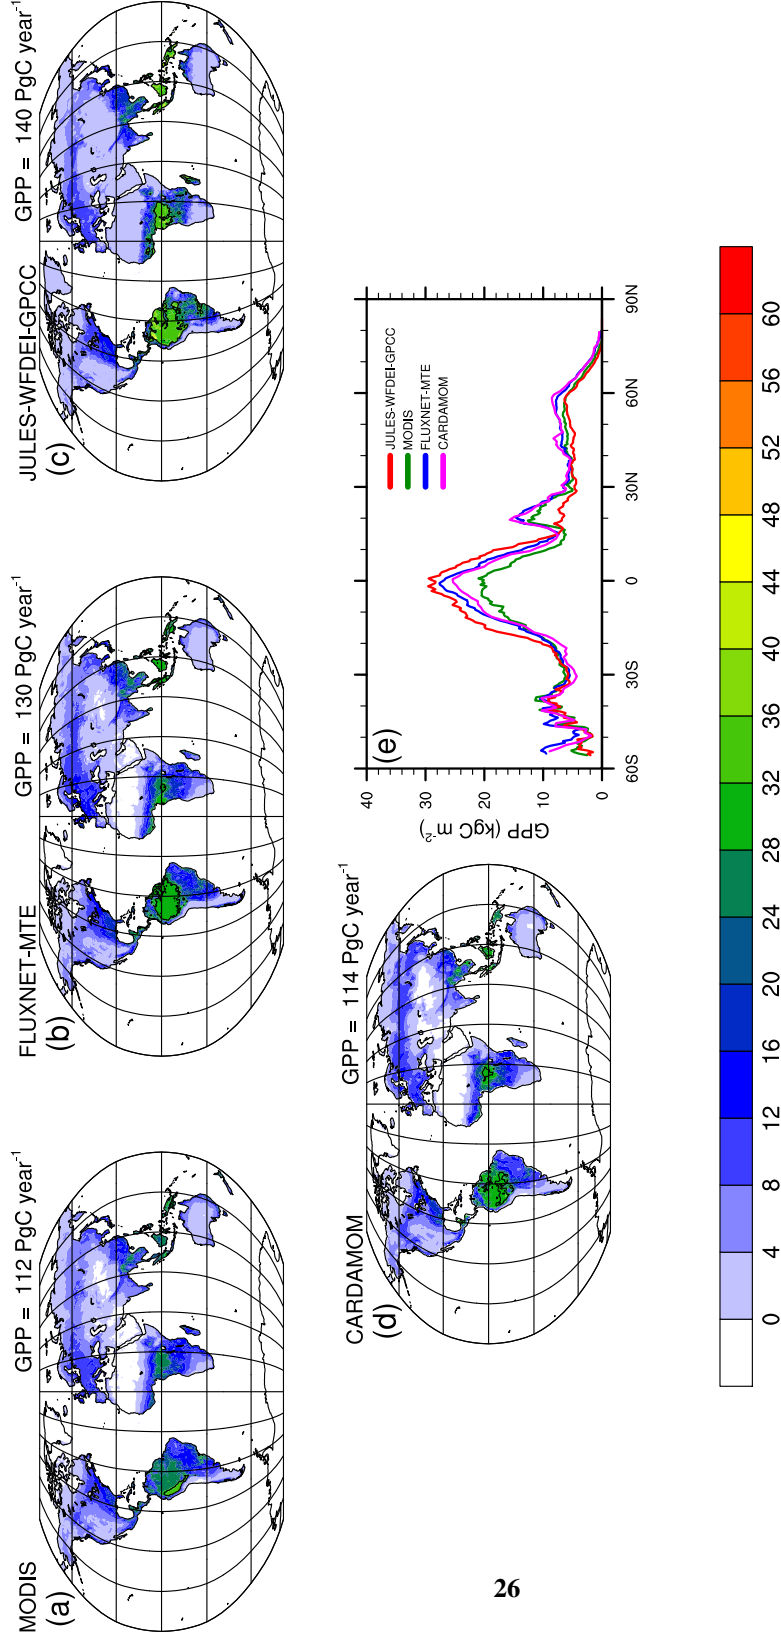 MODIS
GPP = 112 PgC year-1
(a)
FLUXNET-MTE
GPP = 130 PgC year-1
(b)
JULES-WFDEI-GPCC
GPP = 140 PgC year-1
(c)
CARDAMOM
GPP = 114 PgC year-1
(d)
(e)
JULES-WFDEI-GPCC
MODIS
FLUXNET-MTE
CARDAMOM
GPP (kgC m-2)
40
30
20
10
0
60S 30S 0 30N 60N 90N
0 4 8 12 16 20 24 28 32 36 40 44 48 52 56 60
26